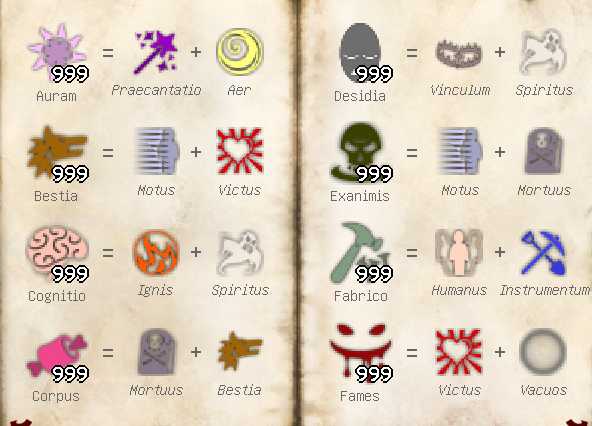 999 = +
Auram Praecantatio Aer
999 = +
Bestia Motus Victus
999 = +
Cognitio Ignis Spiritus
999 = +
Corpus Mortuus Bestia
999 = +
Desidia Vinculum Spiritus
999 = +
Exanimis Motus Mortuus
999 = +
Fabrico Humanus Instrumentum
999 = +
Fames Victus Vacuos